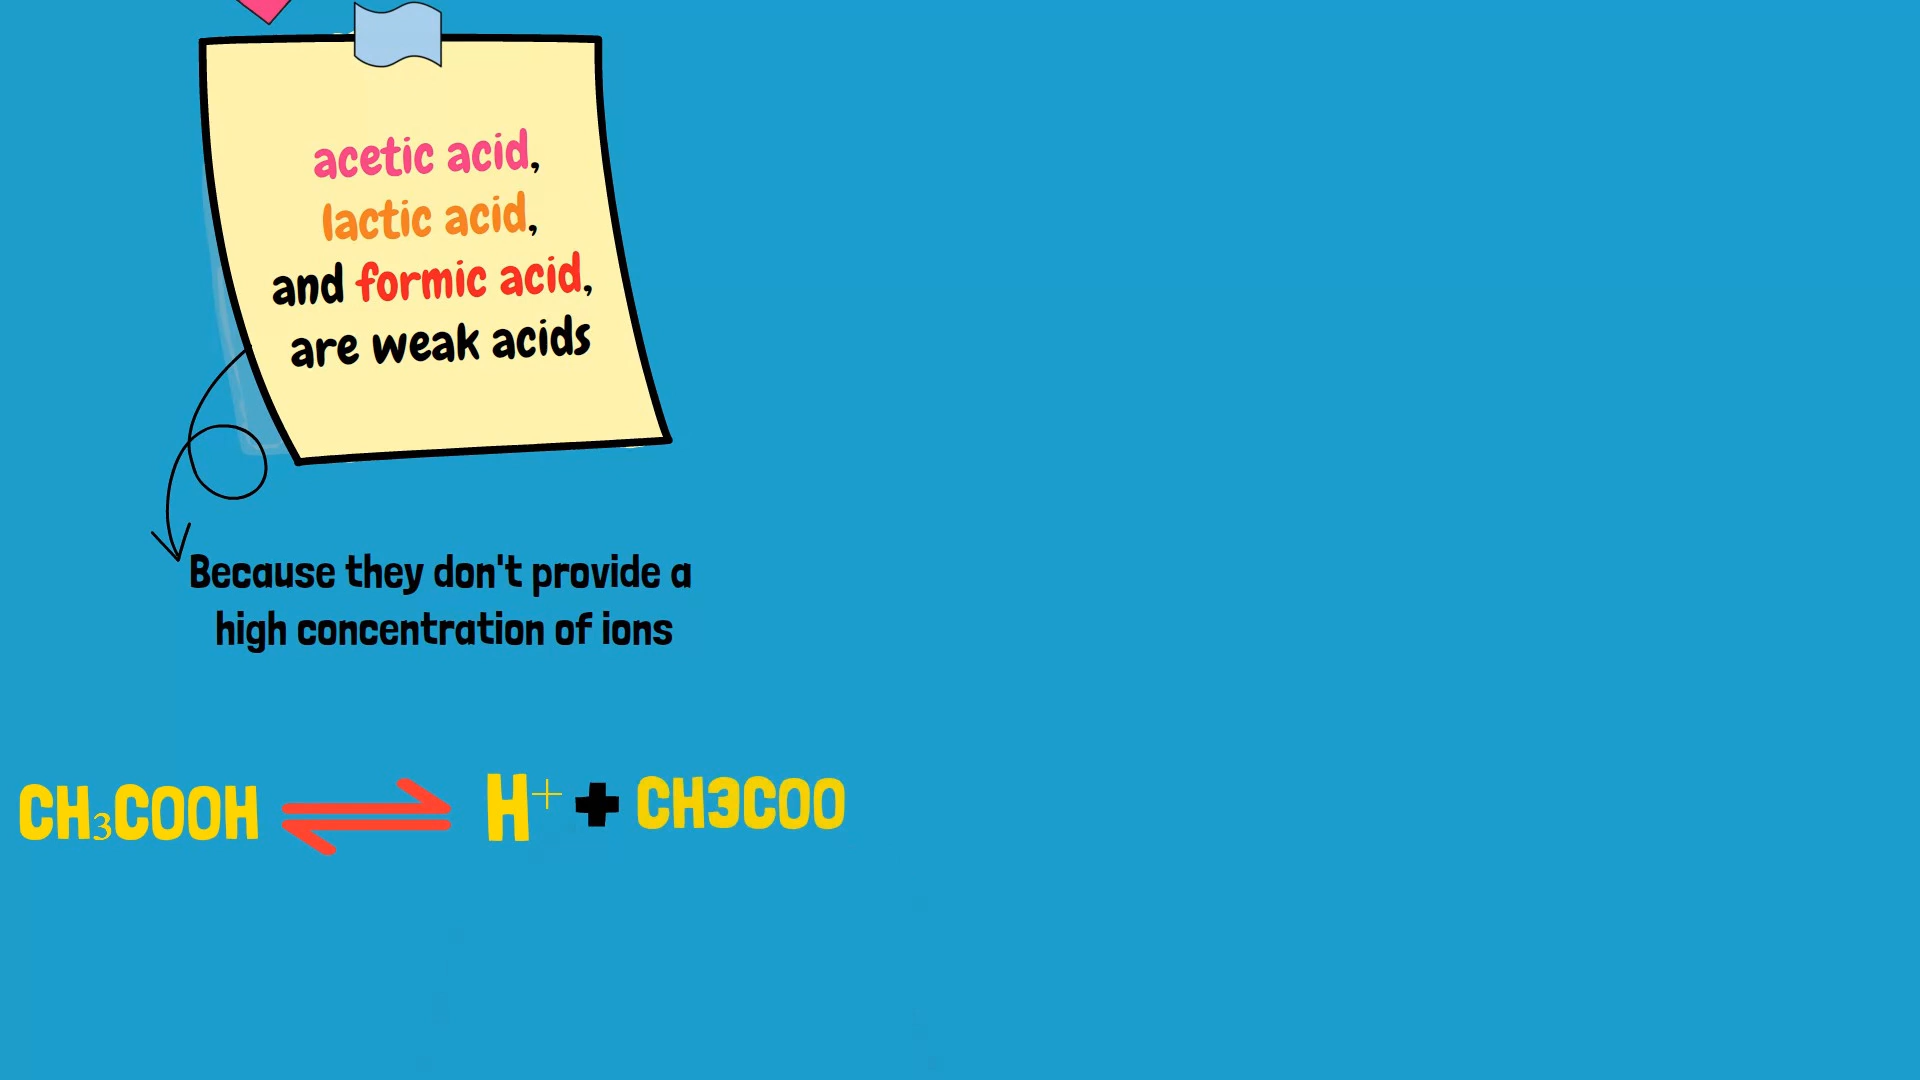 acetic acid,
lactic acid,
and formic acid,
are weak acids
Because they don't provide a
high concentration of ions
CH₃COOH ⇌ H⁺ + CH3COO